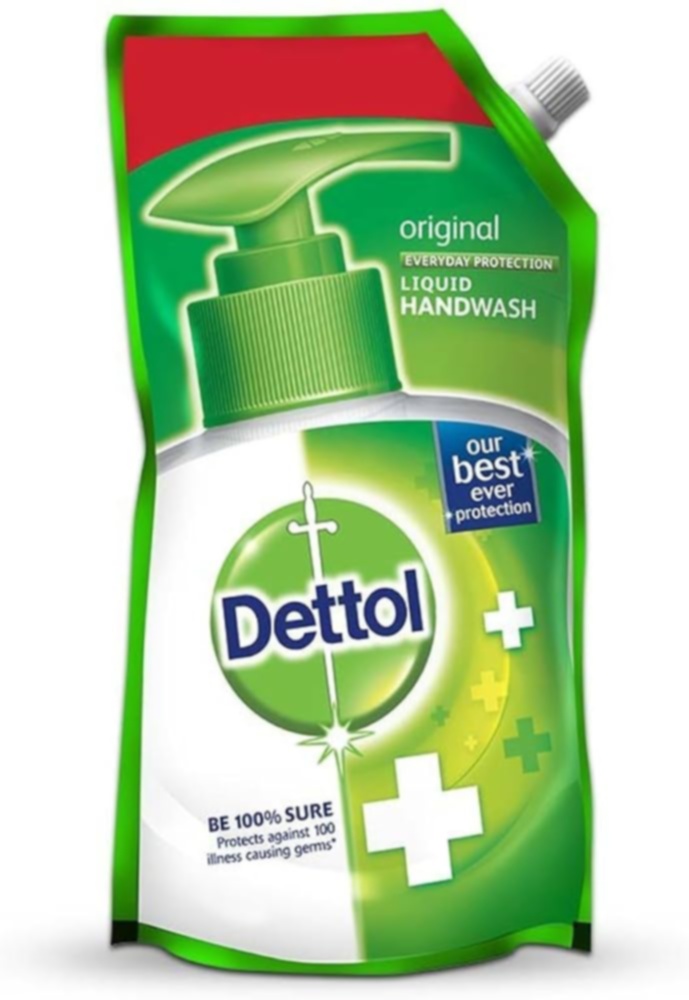 original
EVERYDAY PROTECTION
LIQUID
HANDWASH
our
best
ever
protection
Dettol
BE 100% SURE
Protects against 100
illness causing germs*